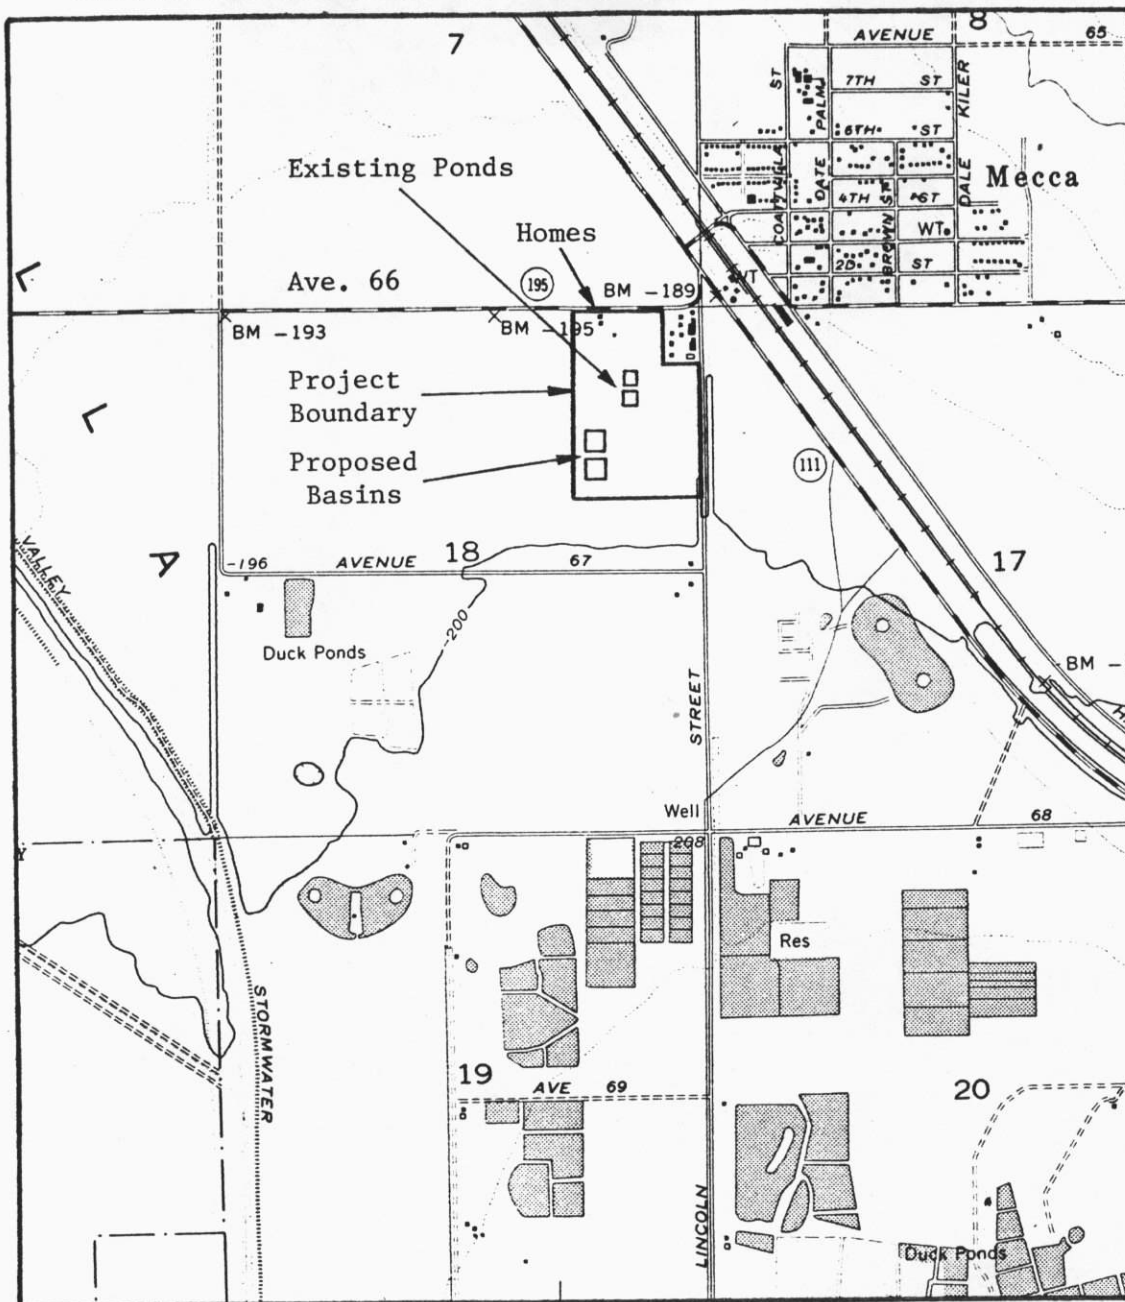 7
8
AVENUE 65
7TH ST
6TH ST
4TH ST
2D ST
COAHUILA ST
DATE PALM
BROWN ST
DALE KILER
Mecca
WT
WT
Existing Ponds
Homes
Ave. 66
195
BM -189
BM -193
BM -195
Project
Boundary
Proposed
Basins
111
L
L
A
VALLEY
-196
AVENUE 67
18
17
Duck Ponds
-200
BM -
STREET
Well
AVENUE 68
-208
Y
Res
STORMWATER
19
AVE 69
20
LINCOLN
Duck Ponds